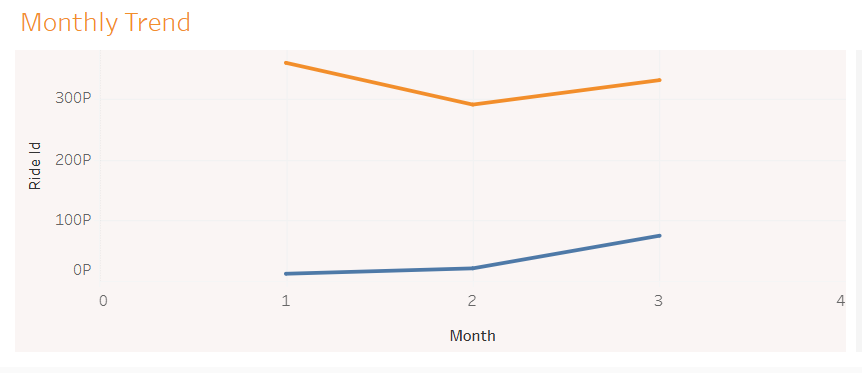 Monthly Trend
300P
200P
100P
0P
Ride Id
0 1 2 3 4
Month